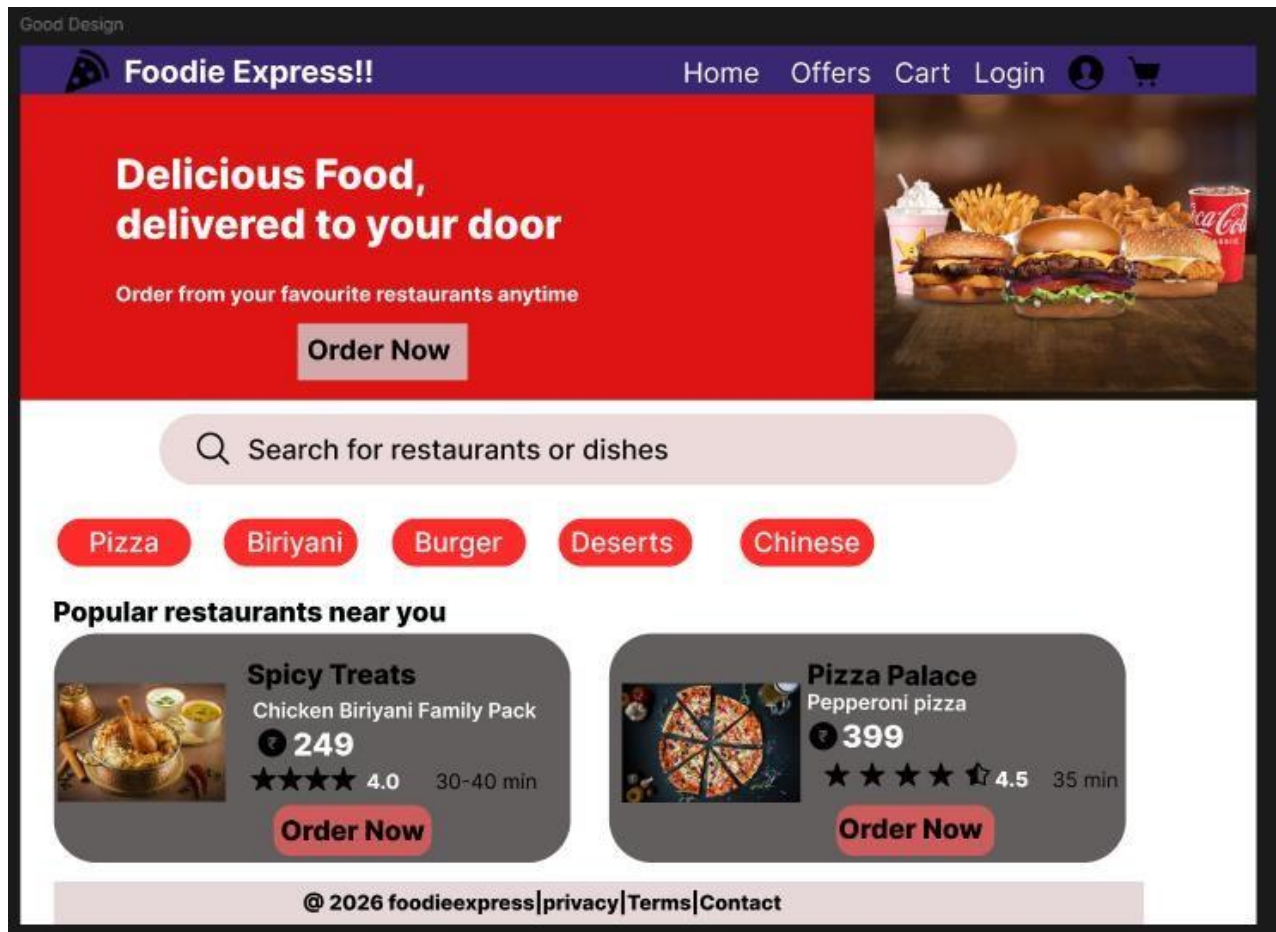 Good Design
Foodie Express!! Home Offers Cart Login
Delicious Food,
delivered to your door
Order from your favourite restaurants anytime
Order Now
Coca-Cola
CLASSIC
Search for restaurants or dishes
Pizza Biriyani Burger Deserts Chinese
Popular restaurants near you
Spicy Treats
Chicken Biriyani Family Pack
₹ 249
★★★★ 4.0 30-40 min
Order Now
Pizza Palace
Pepperoni pizza
₹ 399
4.5 35 min
Order Now
@ 2026 foodieexpress|privacy|Terms|Contact